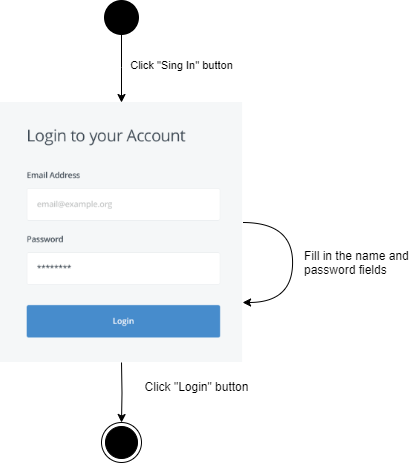 Click "Sing In" button
Login to your Account
Email Address
email@example.org
Password
********
Fill in the name and
password fields
Login
Click "Login" button